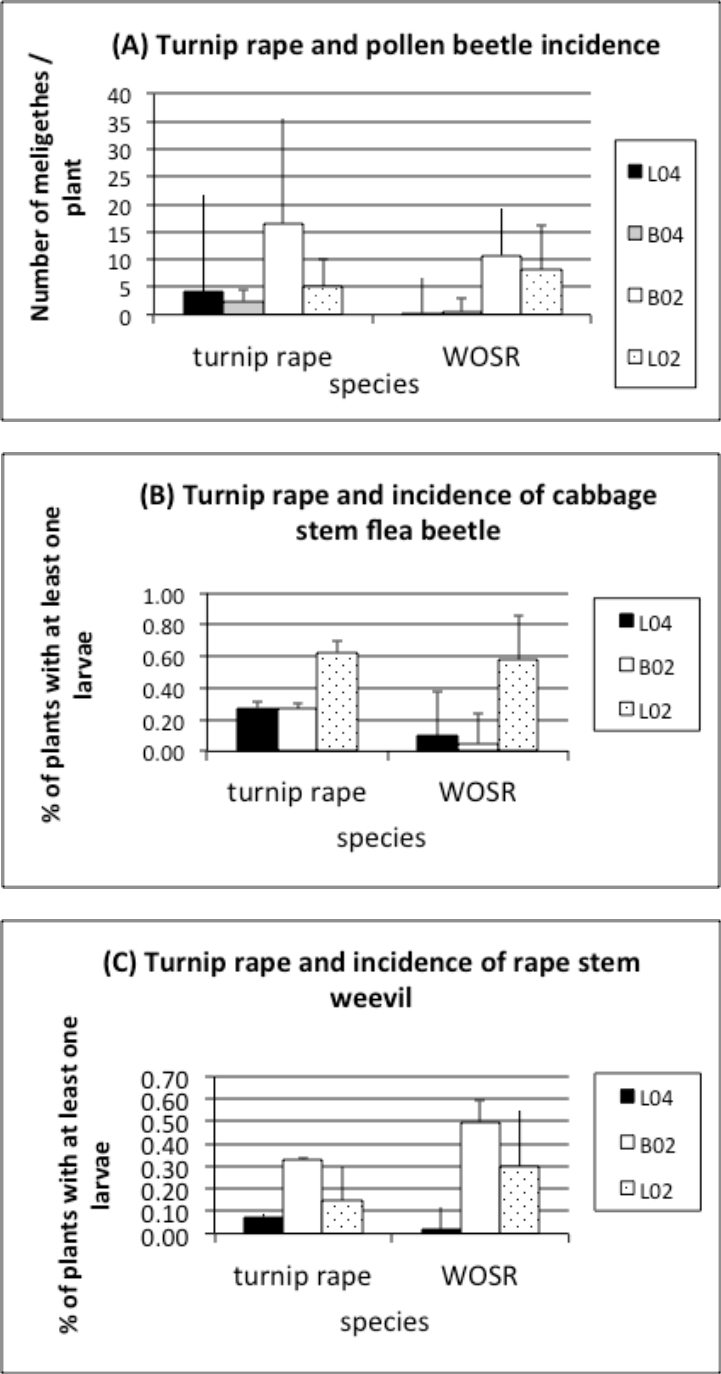 (A) Turnip rape and pollen beetle incidence
Number of meligethes /
plant
40
35
30
25
20
15
10
5
0
turnip rape
WOSR
species
L04
B04
B02
L02
(B) Turnip rape and incidence of cabbage
stem flea beetle
% of plants with at least one
larvae
1.00
0.80
0.60
0.40
0.20
0.00
turnip rape
WOSR
species
L04
B02
L02
(C) Turnip rape and incidence of rape stem
weevil
% of plants with at least one
larvae
0.70
0.60
0.50
0.40
0.30
0.20
0.10
0.00
turnip rape
WOSR
species
L04
B02
L02